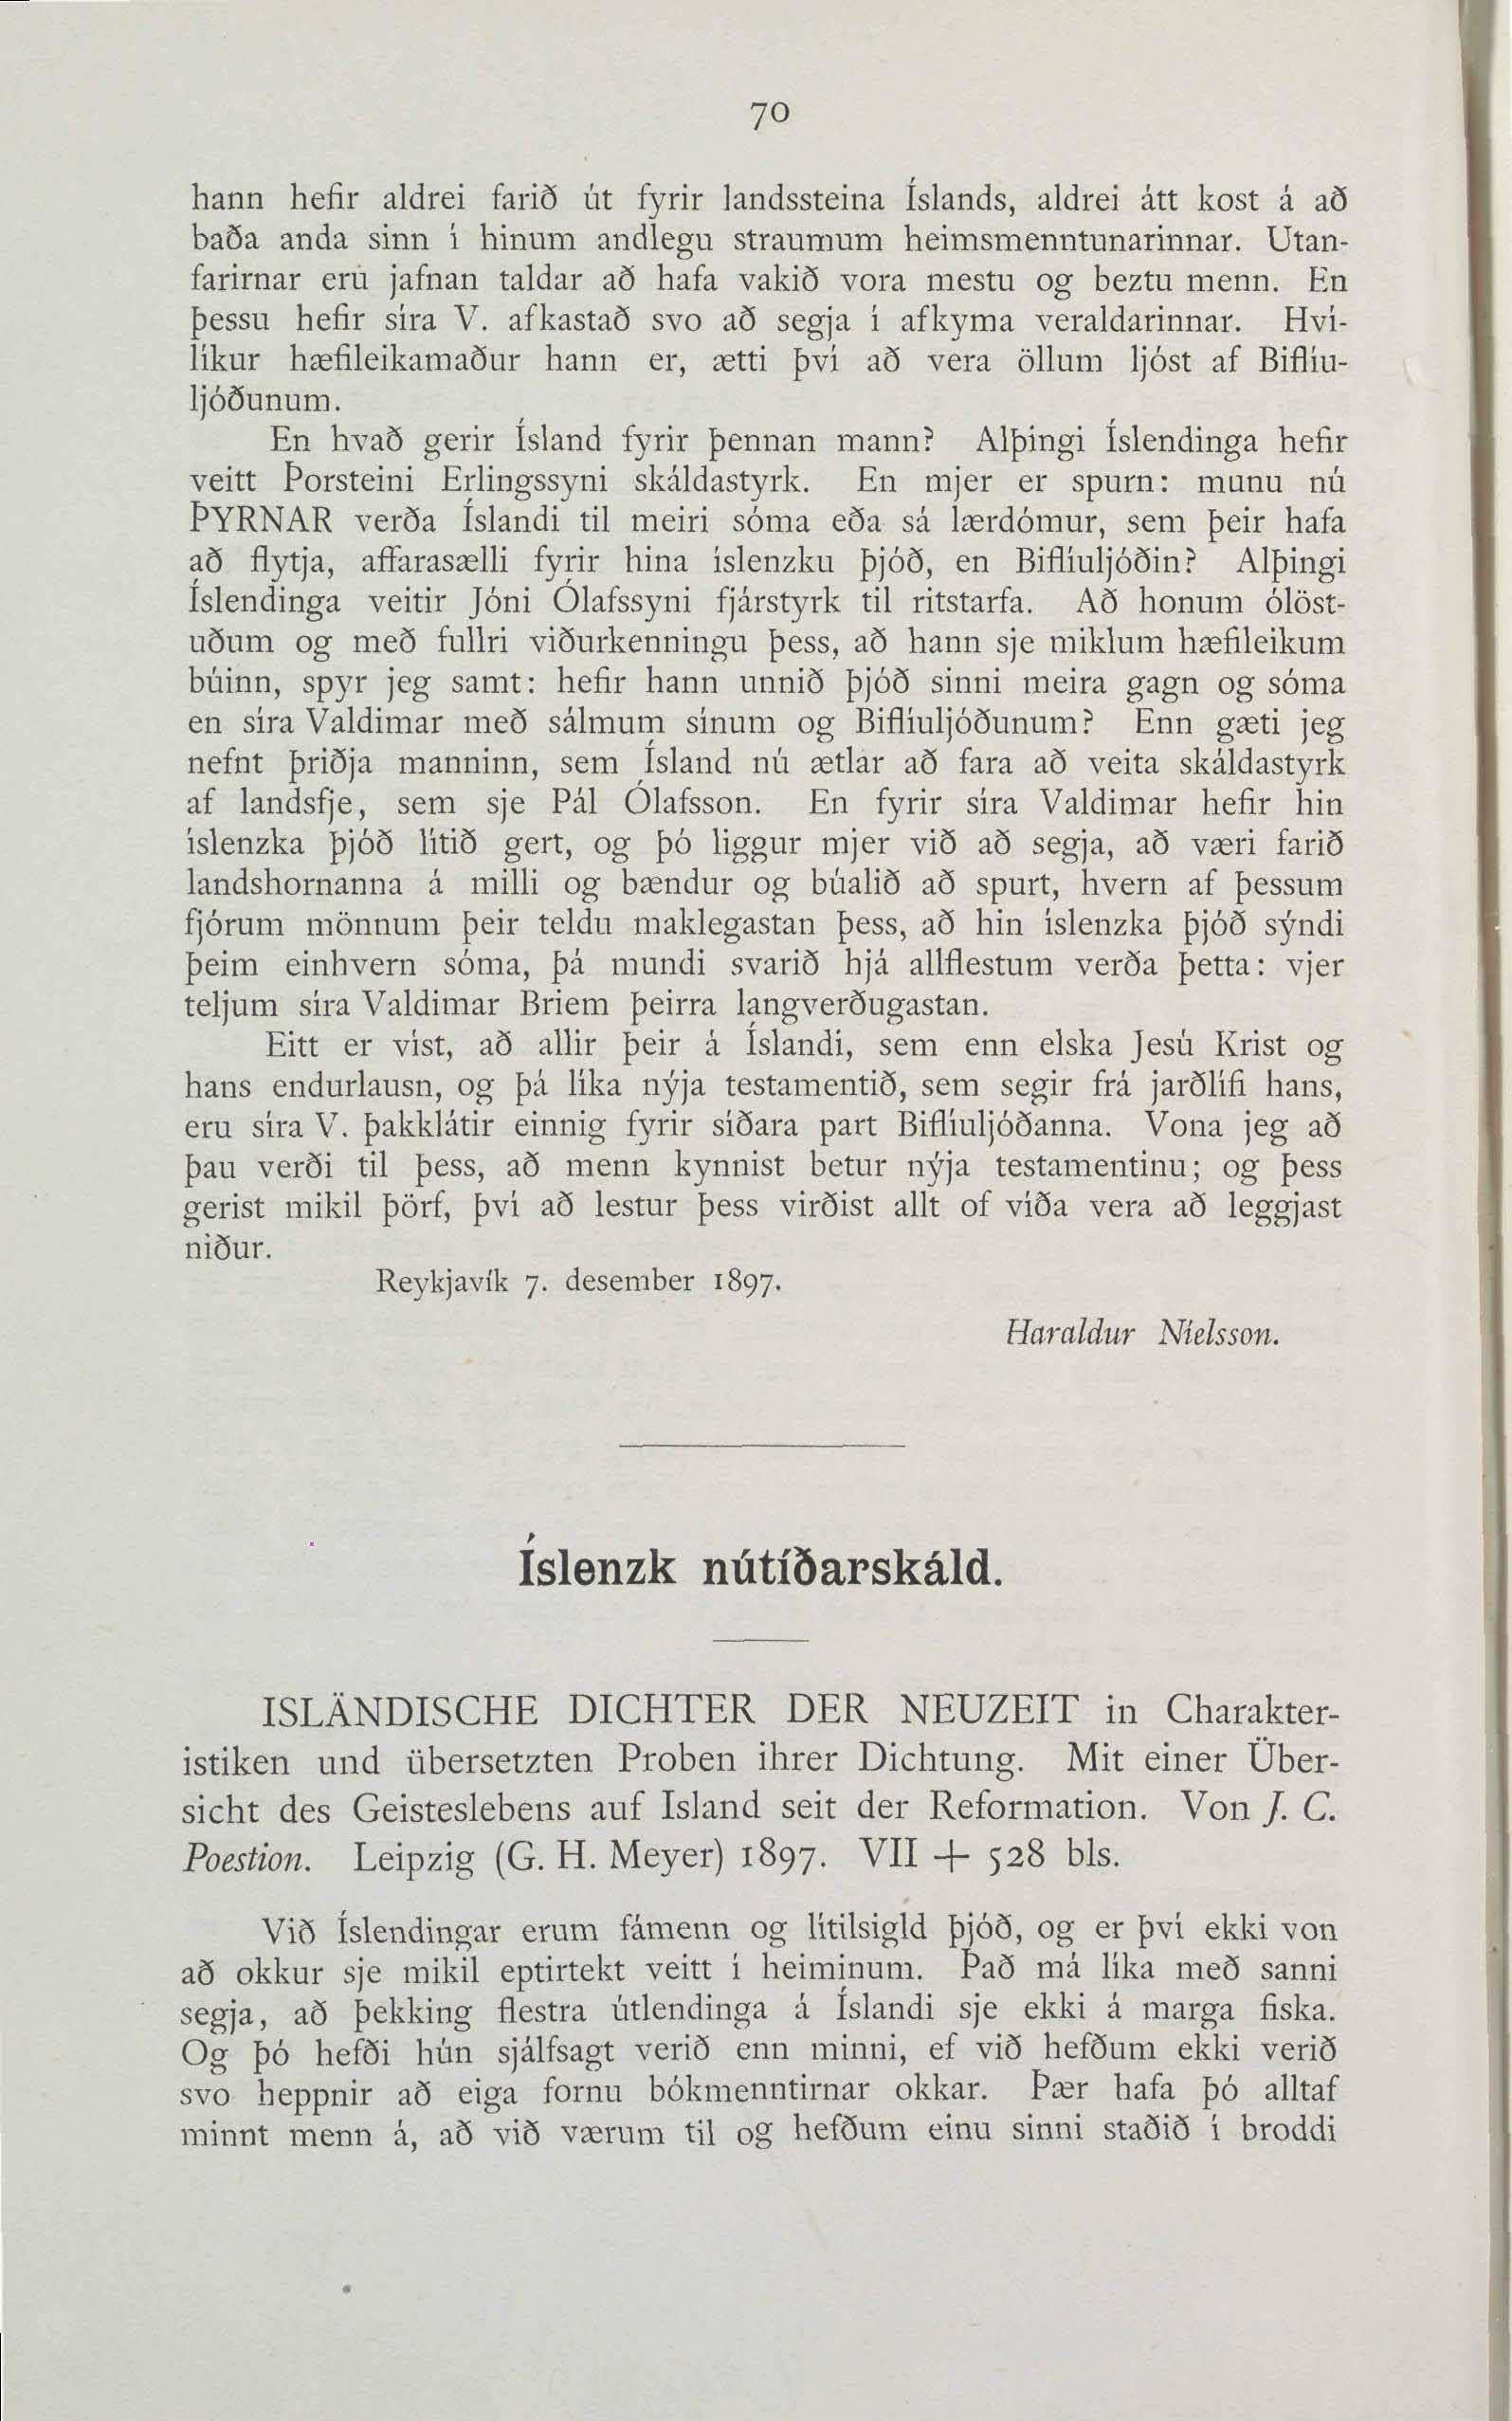 70
hann hefir aldrei farið út fyrir landssteina Íslands, aldrei átt kost á að
baða anda sinn í hinum andlegu straumum heimsmenntunarinnar. Utan-
farirnar eru jafnan taldar að hafa vakið vora mestu og beztu menn. En
þessu hefir síra V. afkastað svo að segja í afkyma veraldarinnar. Hví-
líkur hæfileikamaður hann er, ætti því að vera öllum ljóst af Biflíu-
ljóðunum.
En hvað gerir Ísland fyrir þennan mann? Alþingi Íslendinga hefir
veitt Þorsteini Erlingssyni skáldastyrk. En mjer er spurn: munu nú
ÞYRNAR verða Íslandi til meiri sóma eða sá lærdómur, sem þeir hafa
að flytja, affarasælli fyrir hina íslenzku þjóð, en Biflíuljóðin? Alþingi
Íslendinga veitir Jóni Ólafssyni fjárstyrk til ritstarfa. Að honum ólöst-
uðum og með fullri viðurkenningu þess, að hann sje miklum hæfileikum
búinn, spyr jeg samt: hefir hann unnið þjóð sinni meira gagn og sóma
en síra Valdimar með sálmum sínum og Biflíuljóðunum? Enn gæti jeg
nefnt þriðja manninn, sem Ísland nú ætlar að fara að veita skáldastyrk
af landsfje, sem sje Pál Ólafsson. En fyrir síra Valdimar hefir hin
íslenzka þjóð lítið gert, og þó liggur mjer við að segja, að væri farið
landshornanna á milli og bændur og búalið að spurt, hvern af þessum
fjórum mönnum þeir teldu maklegastan þess, að hin íslenzka þjóð sýndi
þeim einhvern sóma, þá mundi svarið hjá allflestum verða þetta: vjer
teljum síra Valdimar Briem þeirra langverðugastan.
Eitt er víst, að allir þeir á Íslandi, sem enn elska Jesú Krist og
hans endurlausn, og þá líka nýja testamentið, sem segir frá jarðlífi hans,
eru síra V. þakklátir einnig fyrir síðara part Biflíuljóðanna. Vona jeg að
þau verði til þess, að menn kynnist betur nýja testamentinu; og þess
gerist mikil þörf, því að lestur þess virðist allt of víða vera að leggjast
niður.
Reykjavík 7. desember 1897.
Haraldur Níelsson.
Íslenzk nútíðarskáld.
ISLÄNDISCHE DICHTER DER NEUZEIT in Charakter-
istiken und übersetzten Proben ihrer Dichtung. Mit einer Über-
sicht des Geisteslebens auf Island seit der Reformation. Von J. C.
Poestion. Leipzig (G. H. Meyer) 1897. VII + 528 bls.
Við Íslendingar erum fámenn og lítilsigld þjóð, og er því ekki von
að okkur sje mikil eptirtekt veitt í heiminum. Það má líka með sanni
segja, að þekking flestra útlendinga á Íslandi sje ekki á marga fiska.
Og þó hefði hún sjálfsagt verið enn minni, ef við hefðum ekki verið
svo heppnir að eiga fornu bókmenntirnar okkar. Þær hafa þó alltaf
minnt menn á, að við værum til og hefðum einu sinni staðið í broddi